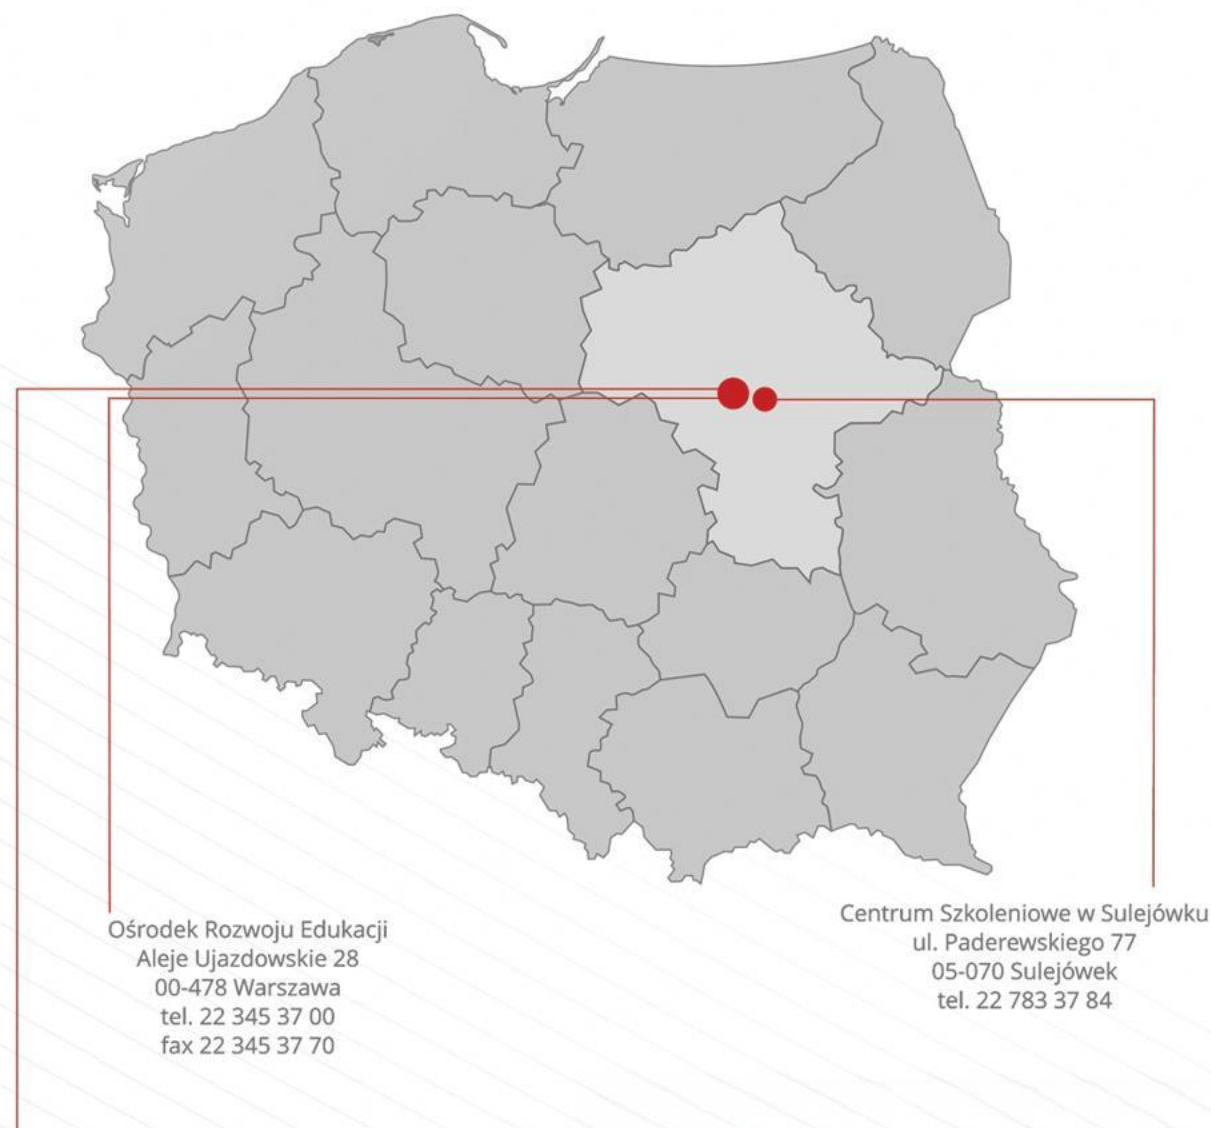 Ośrodek Rozwoju Edukacji
Aleje Ujazdowskie 28
00-478 Warszawa
tel. 22 345 37 00
fax 22 345 37 70
Centrum Szkoleniowe w Sulejówku
ul. Paderewskiego 77
05-070 Sulejówek
tel. 22 783 37 84